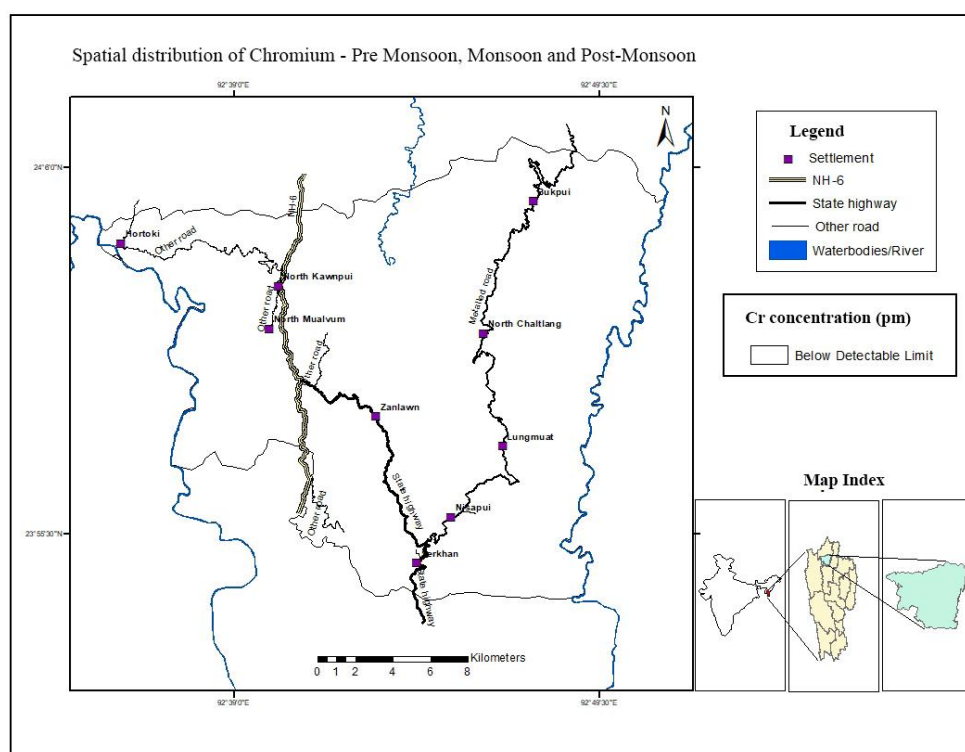 Spatial distribution of Chromium - Pre Monsoon, Monsoon and Post-Monsoon
92°39'0"E
92°49'30"E
N
24°6'0"N
Bukpui
NH-6
Hortoki
Other road
North Kawnpui
Other road
North Mualvum
Metalled road
North Chaltlang
Other road
Zanlawn
Lungmuat
State highway
Nisapui
Other road
23°55'30"N
State highway
Kilometers
0 1 2 4 6 8
92°39'0"E
92°49'30"E
Legend
Settlement
NH-6
State highway
Other road
Waterbodies/River
Cr concentration (pm)
Below Detectable Limit
Map Index